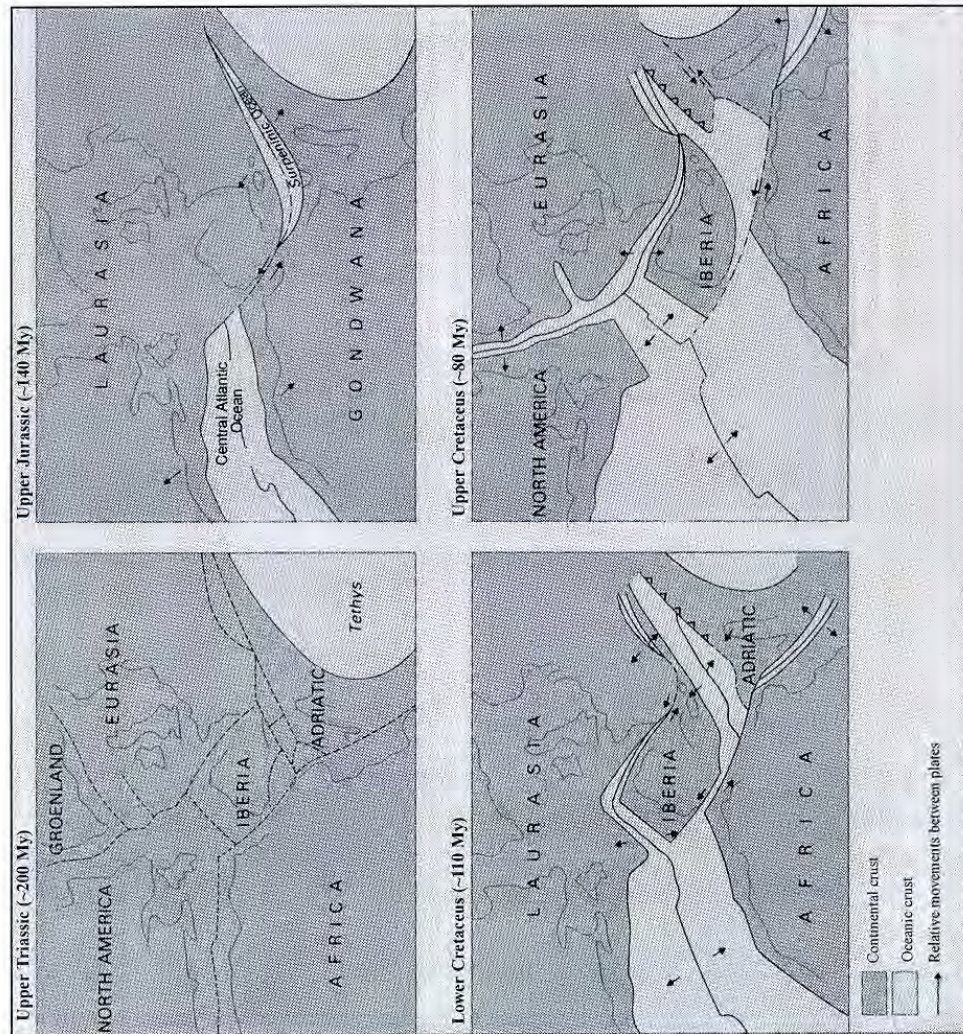 Upper Triassic (~200 My)
GROENLAND
NORTH AMERICA
EURASIA
IBERIA
ADRIATIC
AFRICA
Tethys
Upper Jurassic (~140 My)
LAURASIA
Central Atlantic
Ocean
Surpenimic Ocean
GONDWANA
Lower Cretaceus (~110 My)
LAURASIA
IBERIA
ADRIATIC
AFRICA
Upper Cretaceus (~80 My)
NORTH AMERICA
EURASIA
IBERIA
AFRICA
Continental crust
Oceanic crust
Relative movements between plates